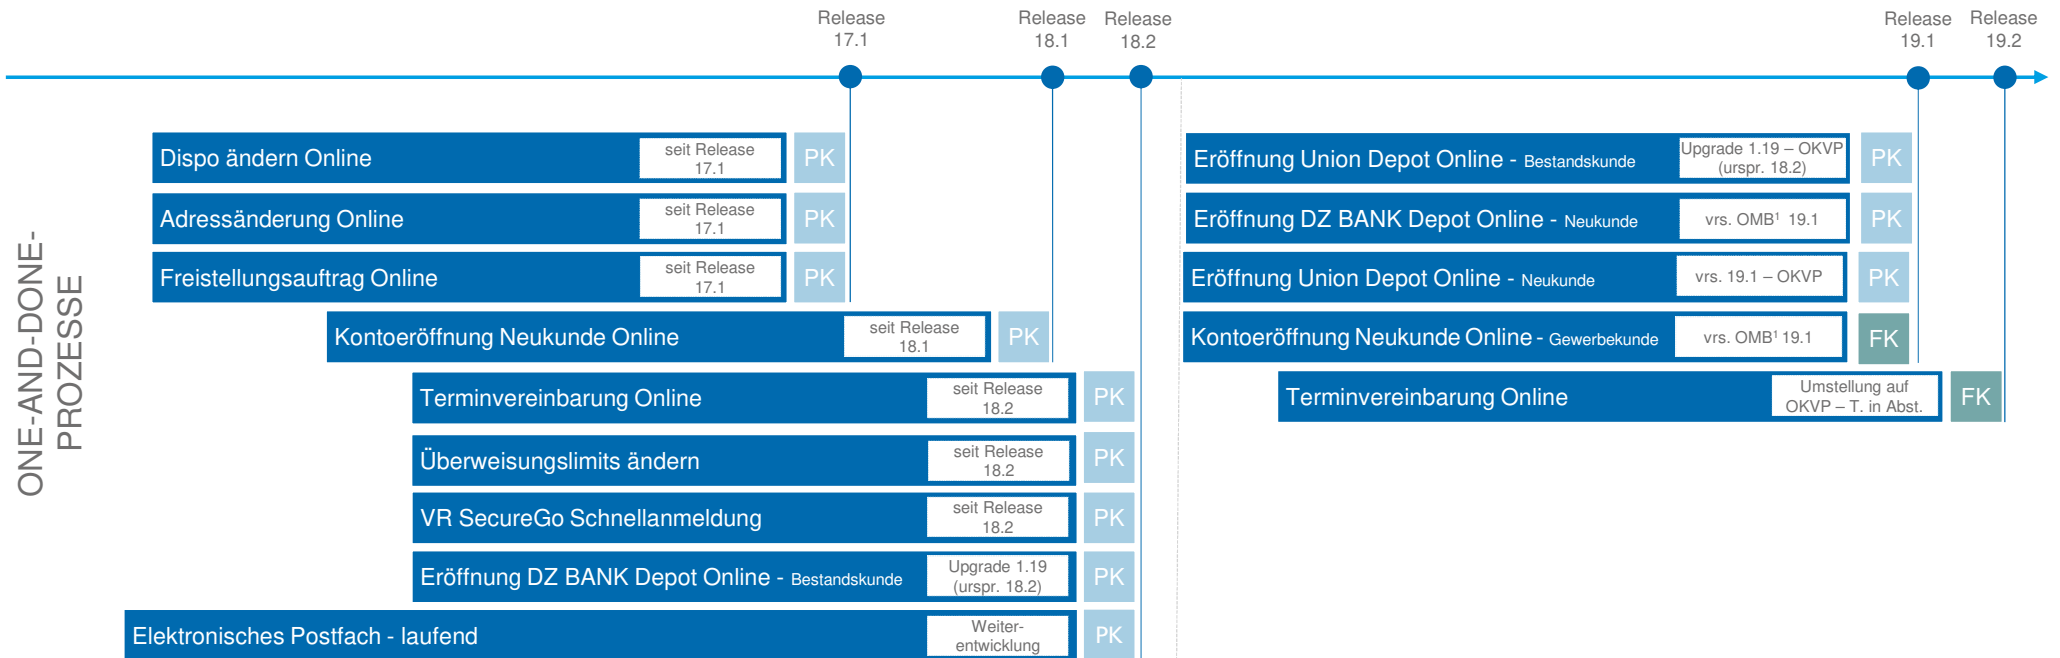 Release
17.1
Release
18.1
Release
18.2
Release
19.1
Release
19.2
ONE-AND-DONE-
PROZESSE
Dispo ändern Online
seit Release
17.1
PK
Adressänderung Online
seit Release
17.1
PK
Freistellungsauftrag Online
seit Release
17.1
PK
Kontoeröffnung Neukunde Online
seit Release
18.1
PK
Terminvereinbarung Online
seit Release
18.2
PK
Überweisungslimits ändern
seit Release
18.2
PK
VR SecureGo Schnellanmeldung
seit Release
18.2
PK
Eröffnung DZ BANK Depot Online - Bestandskunde
Upgrade 1.19
(urspr. 18.2)
PK
Elektronisches Postfach - laufend
Weiter-
entwicklung
PK
Eröffnung Union Depot Online - Bestandskunde
Upgrade 1.19 – OKVP
(urspr. 18.2)
PK
Eröffnung DZ BANK Depot Online - Neukunde
vrs. OMB¹ 19.1
PK
Eröffnung Union Depot Online - Neukunde
vrs. 19.1 – OKVP
PK
Kontoeröffnung Neukunde Online - Gewerbekunde
vrs. OMB¹ 19.1
FK
Terminvereinbarung Online
Umstellung auf
OKVP – T. in Abst.
FK